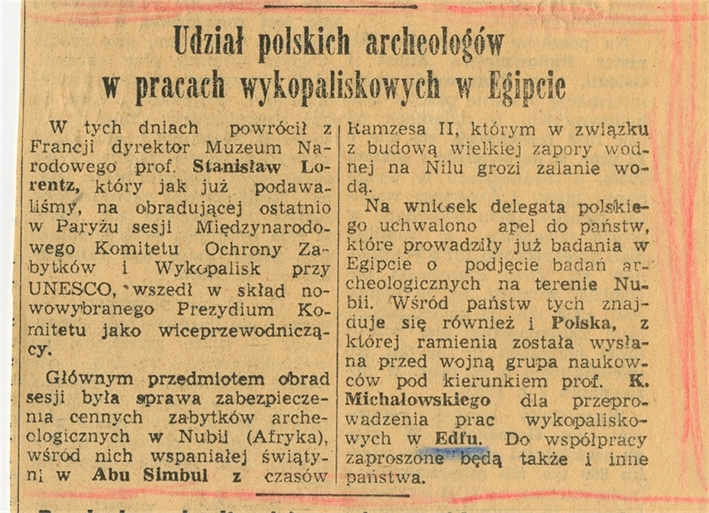 Udział polskich archeologów
w pracach wykopaliskowych w Egipcie
W tych dniach powrócił z
Francji dyrektor Muzeum Na-
rodowego prof. Stanisław Lo-
rentz, który jak już podawa-
liśmy, na obradującej ostatnio
w Paryżu sesji Międzynarodo-
wego Komitetu Ochrony Za-
bytków i Wykopalisk przy
UNESCO, wszedł w skład no-
wowybranego Prezydium Ko-
mitetu jako wiceprzewodniczą-
cy.
Głównym przedmiotem obrad
sesji była sprawa zabezpiecze-
nia cennych zabytków arche-
ologicznych w Nubii (Afryka),
wśród nich wspaniałej świąty-
ni w Abu Simbul z czasów
Ramzesa II, którym w związku
z budową wielkiej zapory wod-
nej na Nilu grozi zalanie wo-
dą.
Na wniosek delegata polskie-
go uchwalono apel do państw,
które prowadziły już badania w
Egipcie o podjęcie badań ar-
cheologicznych na terenie Nu-
bii. Wśród państw tych znaj-
duje się również i Polska, z
której ramienia została wysła-
na przed wojną grupa naukow-
ców pod kierunkiem prof. K.
Michałowskiego dla przepro-
wadzenia prac wykopalisko-
wych w Edfu. Do współpracy
zaproszone będą także i inne
państwa.